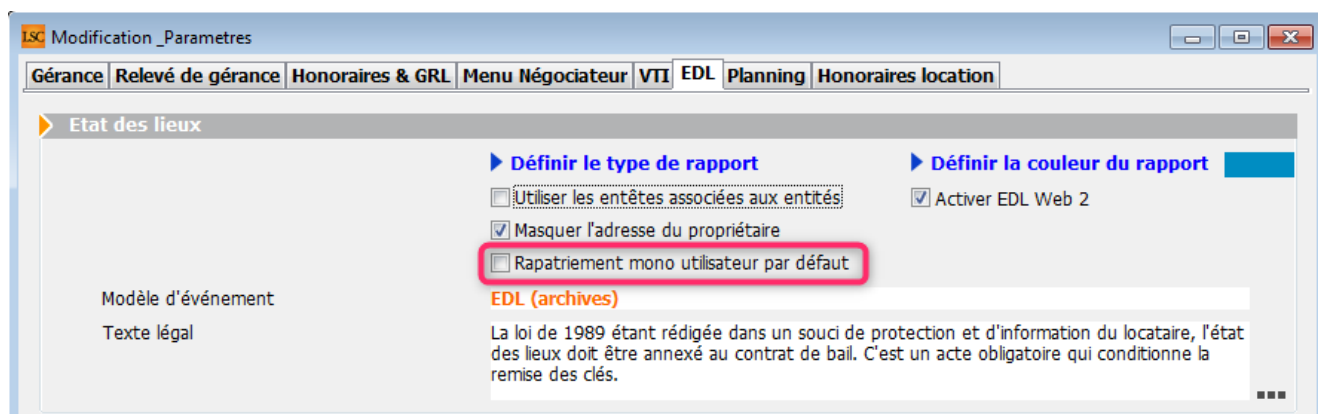 LSC Modification _Parametres
Gérance Relevé de gérance Honoraires & GRL Menu Négociateur VTI EDL Planning Honoraires location
Etat des lieux
Définir le type de rapport Définir la couleur du rapport
Utiliser les entêtes associées aux entités Activer EDL Web 2
Masquer l'adresse du propriétaire
Rapatriement mono utilisateur par défaut
Modèle d'événement EDL (archives)
Texte légal La loi de 1989 étant rédigée dans un souci de protection et d'information du locataire, l'état
des lieux doit être annexé au contrat de bail. C'est un acte obligatoire qui conditionne la
remise des clés.